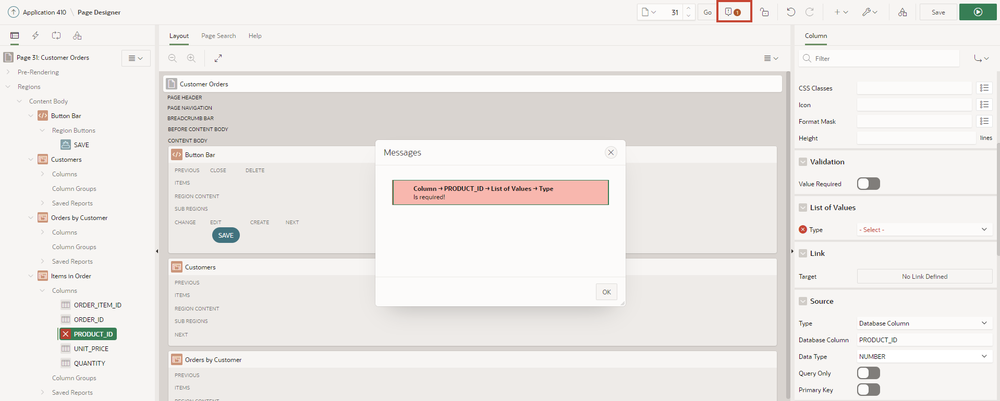 Application 410 \ Page Designer
31
Go
1
Save
Layout
Page Search
Help
Column
Page 31: Customer Orders
Pre-Rendering
Regions
Content Body
Button Bar
Region Buttons
SAVE
Customers
Columns
Column Groups
Saved Reports
Orders by Customer
Columns
Column Groups
Saved Reports
Items in Order
Columns
ORDER_ITEM_ID
ORDER_ID
PRODUCT_ID
UNIT_PRICE
QUANTITY
Column Groups
Saved Reports
Customer Orders
PAGE HEADER
PAGE NAVIGATION
BREADCRUMB BAR
BEFORE CONTENT BODY
CONTENT BODY
Button Bar
PREVIOUS CLOSE DELETE
ITEMS
REGION CONTENT
SUB REGIONS
CHANGE EDIT CREATE NEXT
SAVE
Customers
PREVIOUS
ITEMS
REGION CONTENT
SUB REGIONS
NEXT
Orders by Customer
PREVIOUS
ITEMS
REGION CONTENT
Messages
Column → PRODUCT_ID → List of Values → Type
Is required!
OK
Filter
CSS Classes
Icon
Format Mask
Height lines
Validation
Value Required
List of Values
Type - Select -
Link
Target No Link Defined
Source
Type Database Column
Database Column PRODUCT_ID
Data Type NUMBER
Query Only
Primary Key